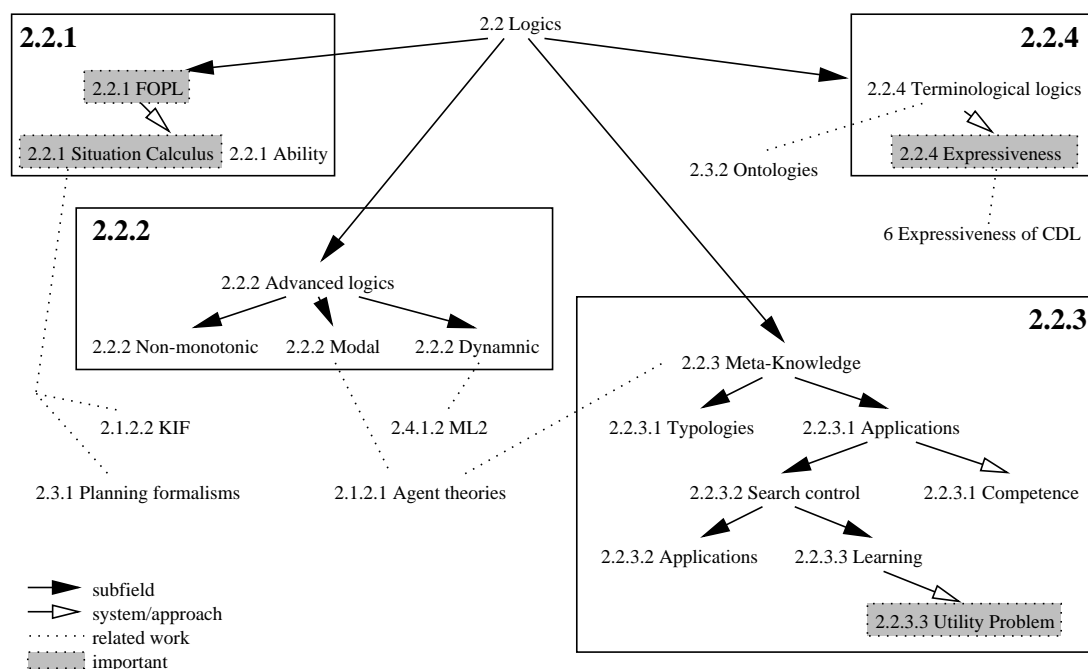 2.2 Logics
2.2.1
2.2.4
2.2.1 FOPL
2.2.4 Terminological logics
2.2.1 Situation Calculus
2.2.1 Ability
2.2.4 Expressiveness
2.3.2 Ontologies
2.2.2
6 Expressiveness of CDL
2.2.2 Advanced logics
2.2.3
2.2.2 Non-monotonic
2.2.2 Modal
2.2.2 Dynamnic
2.2.3 Meta-Knowledge
2.1.2.2 KIF
2.4.1.2 ML2
2.2.3.1 Typologies
2.2.3.1 Applications
2.3.1 Planning formalisms
2.1.2.1 Agent theories
2.2.3.2 Search control
2.2.3.1 Competence
2.2.3.2 Applications
2.2.3.3 Learning
2.2.3.3 Utility Problem
subfield
system/approach
related work
important